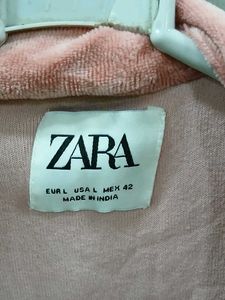 ZARA
EUR L USA L MEX 42
MADE IN INDIA